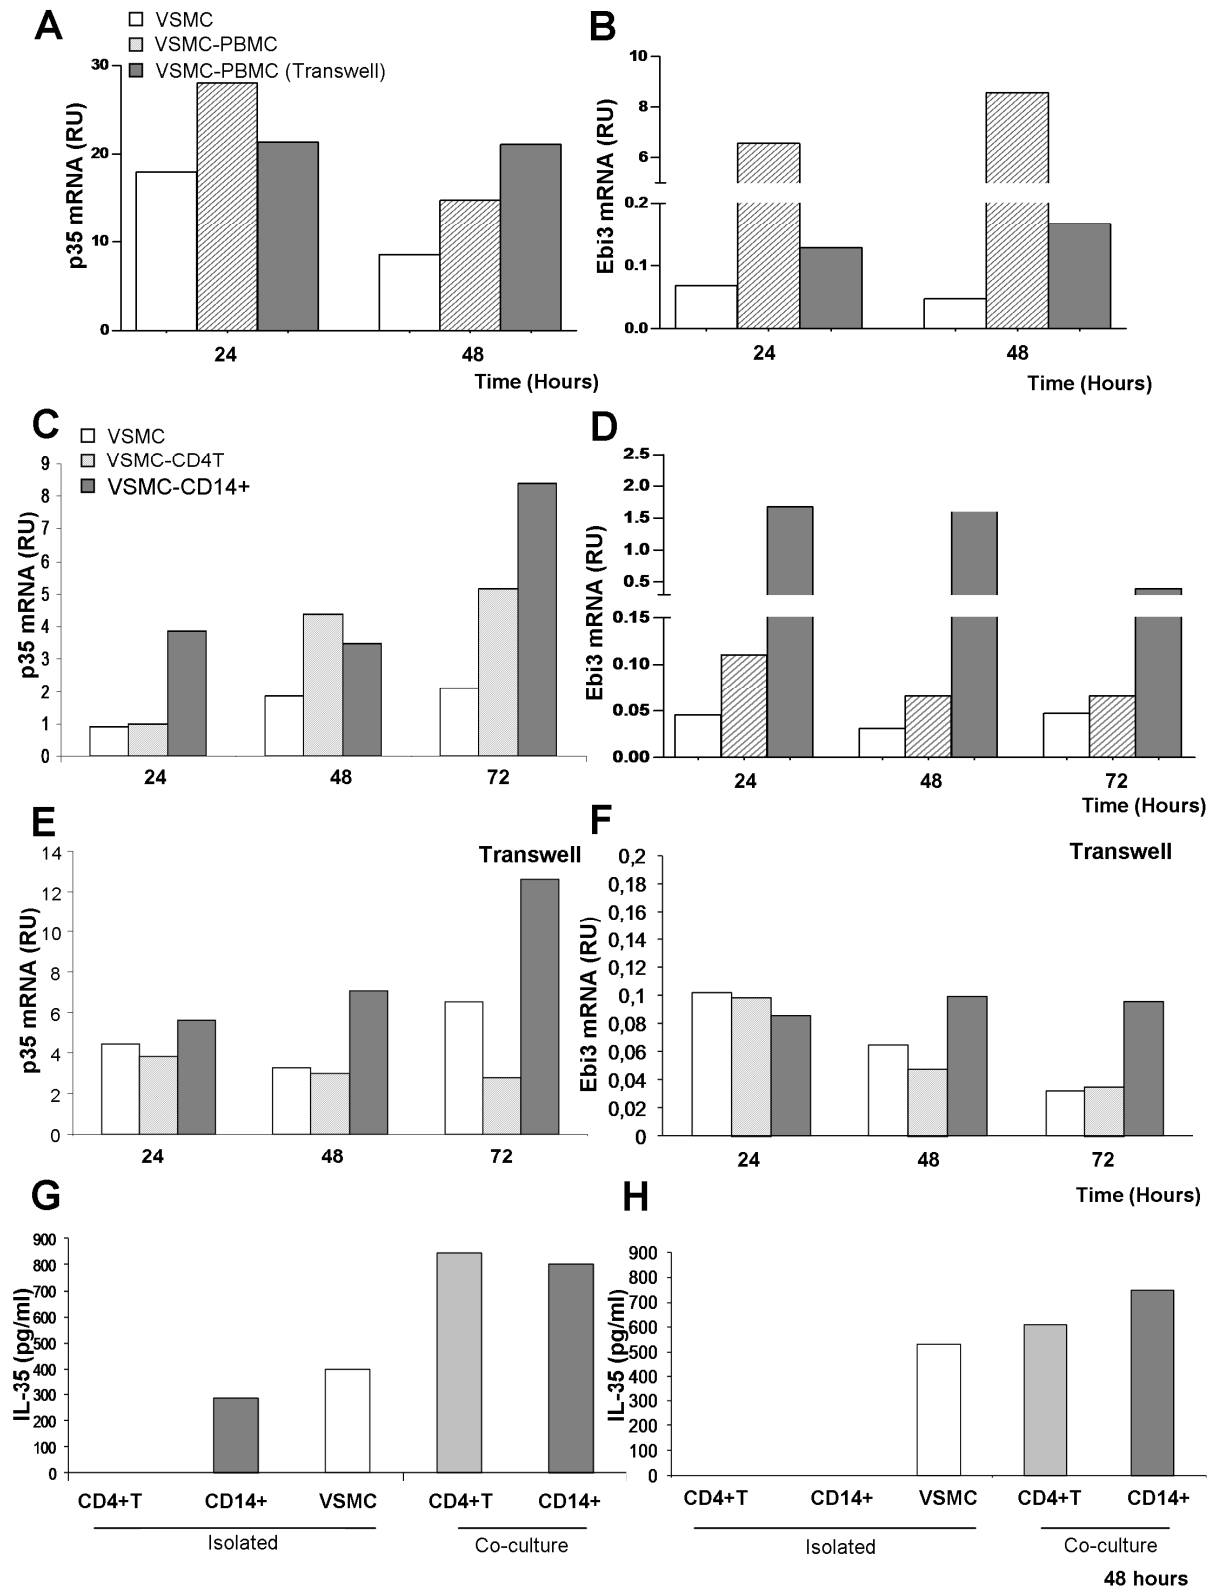 A
VSMC
VSMC-PBMC
VSMC-PBMC (Transwell)
p35 mRNA (RU)
30
20
10
0
24
48
Time (Hours)
B
Ebi3 mRNA (RU)
10
8
6
0.2
0.1
0.0
24
48
Time (Hours)
C
VSMC
VSMC-CD4T
VSMC-CD14+
p35 mRNA (RU)
9
8
7
6
5
4
3
2
1
0
24
48
72
D
Ebi3 mRNA (RU)
2.5
2.0
1.5
1.0
0.5
0.15
0.10
0.05
0.00
24
48
72
Time (Hours)
E
Transwell
p35 mRNA (RU)
14
12
10
8
6
4
2
0
24
48
72
F
Transwell
Ebi3 mRNA (RU)
0,2
0,18
0,16
0,14
0,12
0,1
0,08
0,06
0,04
0,02
0
24
48
72
Time (Hours)
G
IL-35 (pg/ml)
900
800
700
600
500
400
300
200
100
0
CD4+T CD14+ VSMC CD4+T CD14+
Isolated Co-culture
H
IL-35 (pg/ml)
900
800
700
600
500
400
300
200
100
0
CD4+T CD14+ VSMC CD4+T CD14+
Isolated Co-culture
48 hours